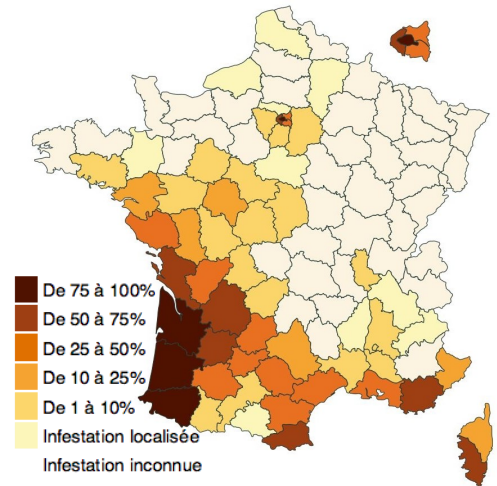 De 75 à 100%
De 50 à 75%
De 25 à 50%
De 10 à 25%
De 1 à 10%
Infestation localisée
Infestation inconnue